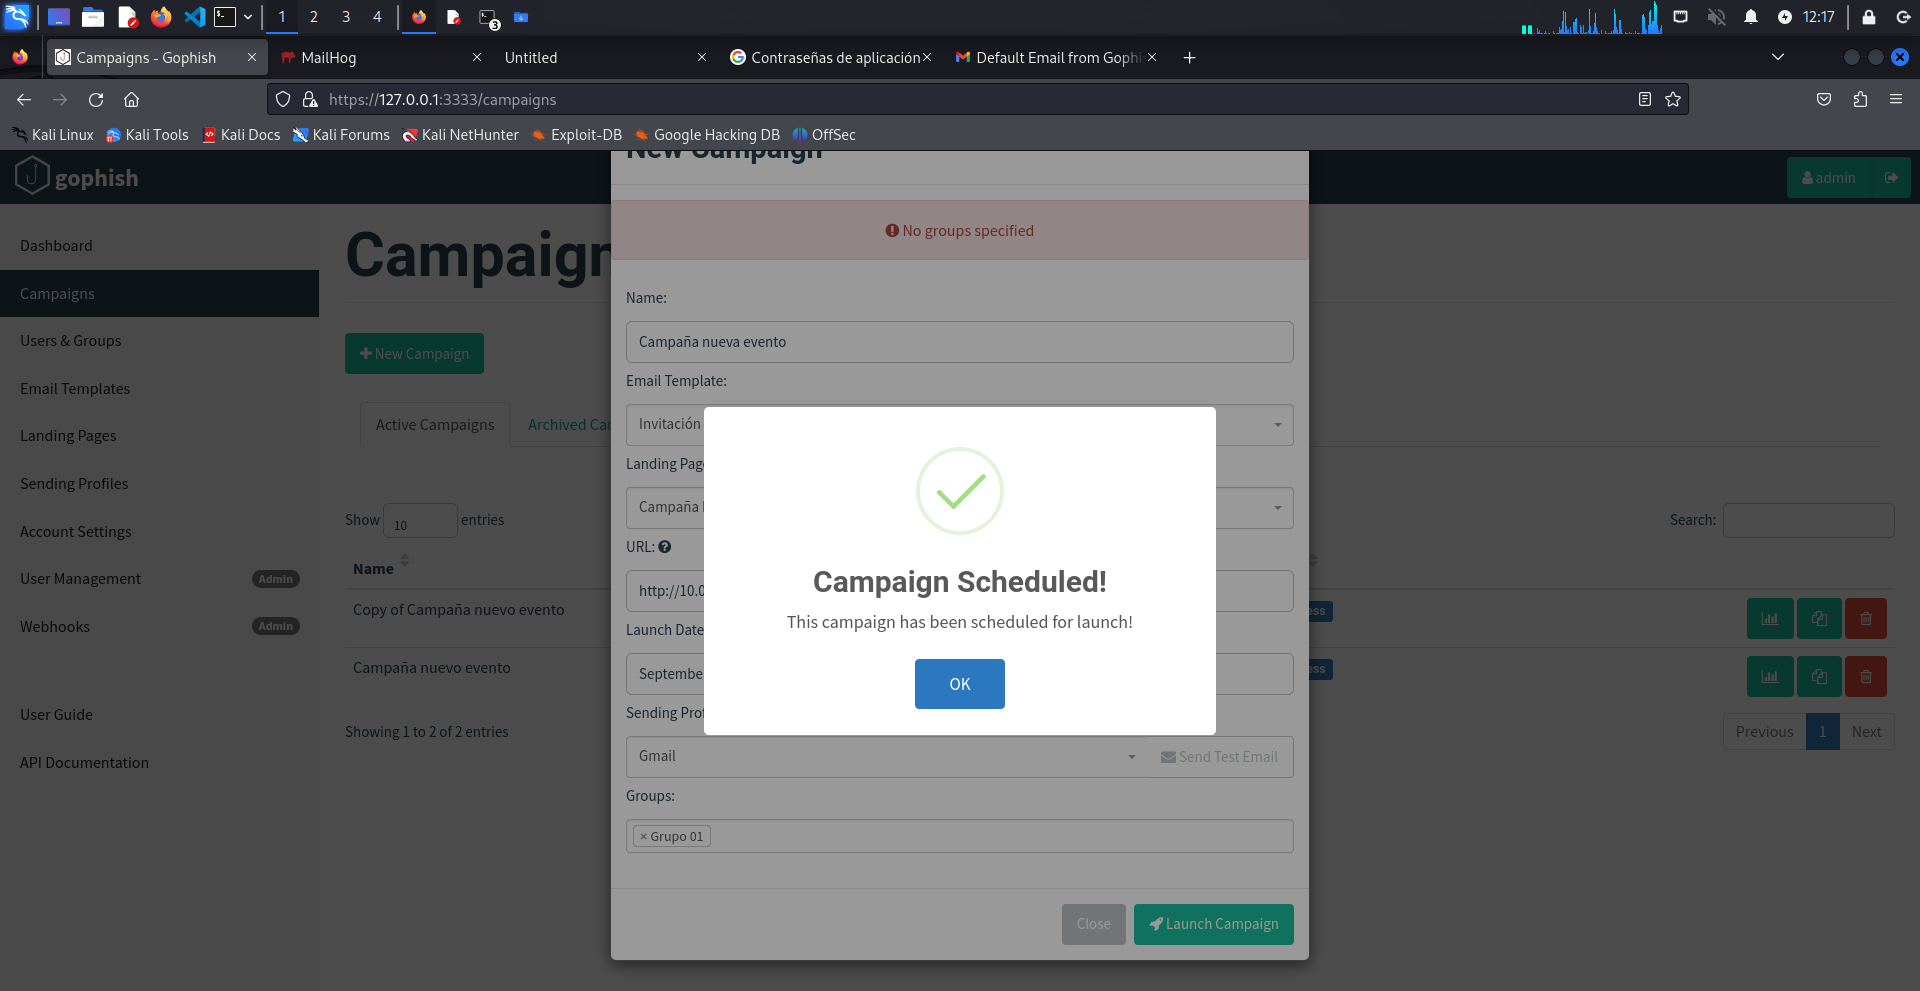 1
2
3
4
3
12:17
Campaigns - Gophish
MailHog
Untitled
Contraseñas de aplicación
Default Email from Goph
https://127.0.0.1:3333/campaigns
Kali Linux
Kali Tools
Kali Docs
Kali Forums
Kali NetHunter
Exploit-DB
Google Hacking DB
OffSec
gophish
admin
Dashboard
Campaigns
Users & Groups
Email Templates
Landing Pages
Sending Profiles
Account Settings
User Management Admin
Webhooks Admin
User Guide
API Documentation
Campaign
New Campaign
Active Campaigns
Show 10 entries
Search:
Name
Copy of Campaña nuevo evento
Campaña nuevo evento
Showing 1 to 2 of 2 entries
Previous 1 Next
New Campaign
No groups specified
Name:
Campaña nueva evento
Email Template:
Invitación
Landing
Campaña
URL:
http://10.0
Launch Date
Sending
Gmail
Send Test Email
Groups:
× Grupo 01
Close
Launch Campaign
Campaign Scheduled!
This campaign has been scheduled for launch!
OK